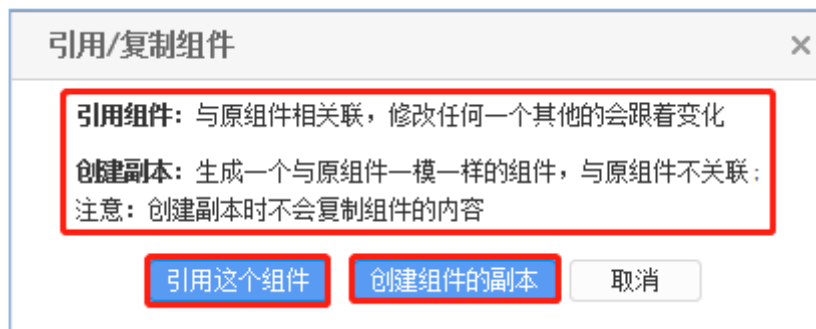 引用/复制组件
引用组件：与原组件相关联，修改任何一个其他的会跟着变化
创建副本：生成一个与原组件一模一样的组件，与原组件不关联；
注意：创建副本时不会复制组件的内容
引用这个组件 创建组件的副本 取消